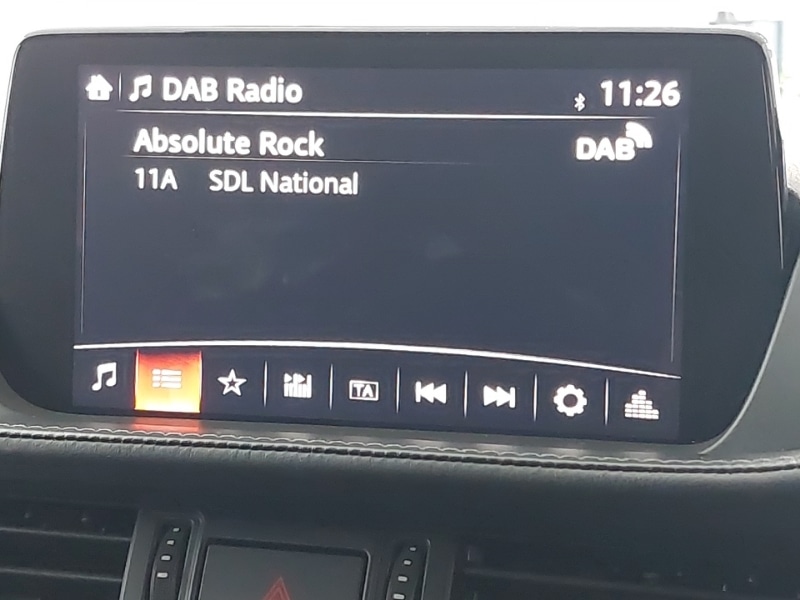 DAB Radio 11:26
Absolute Rock DAB
11A SDL National
TA